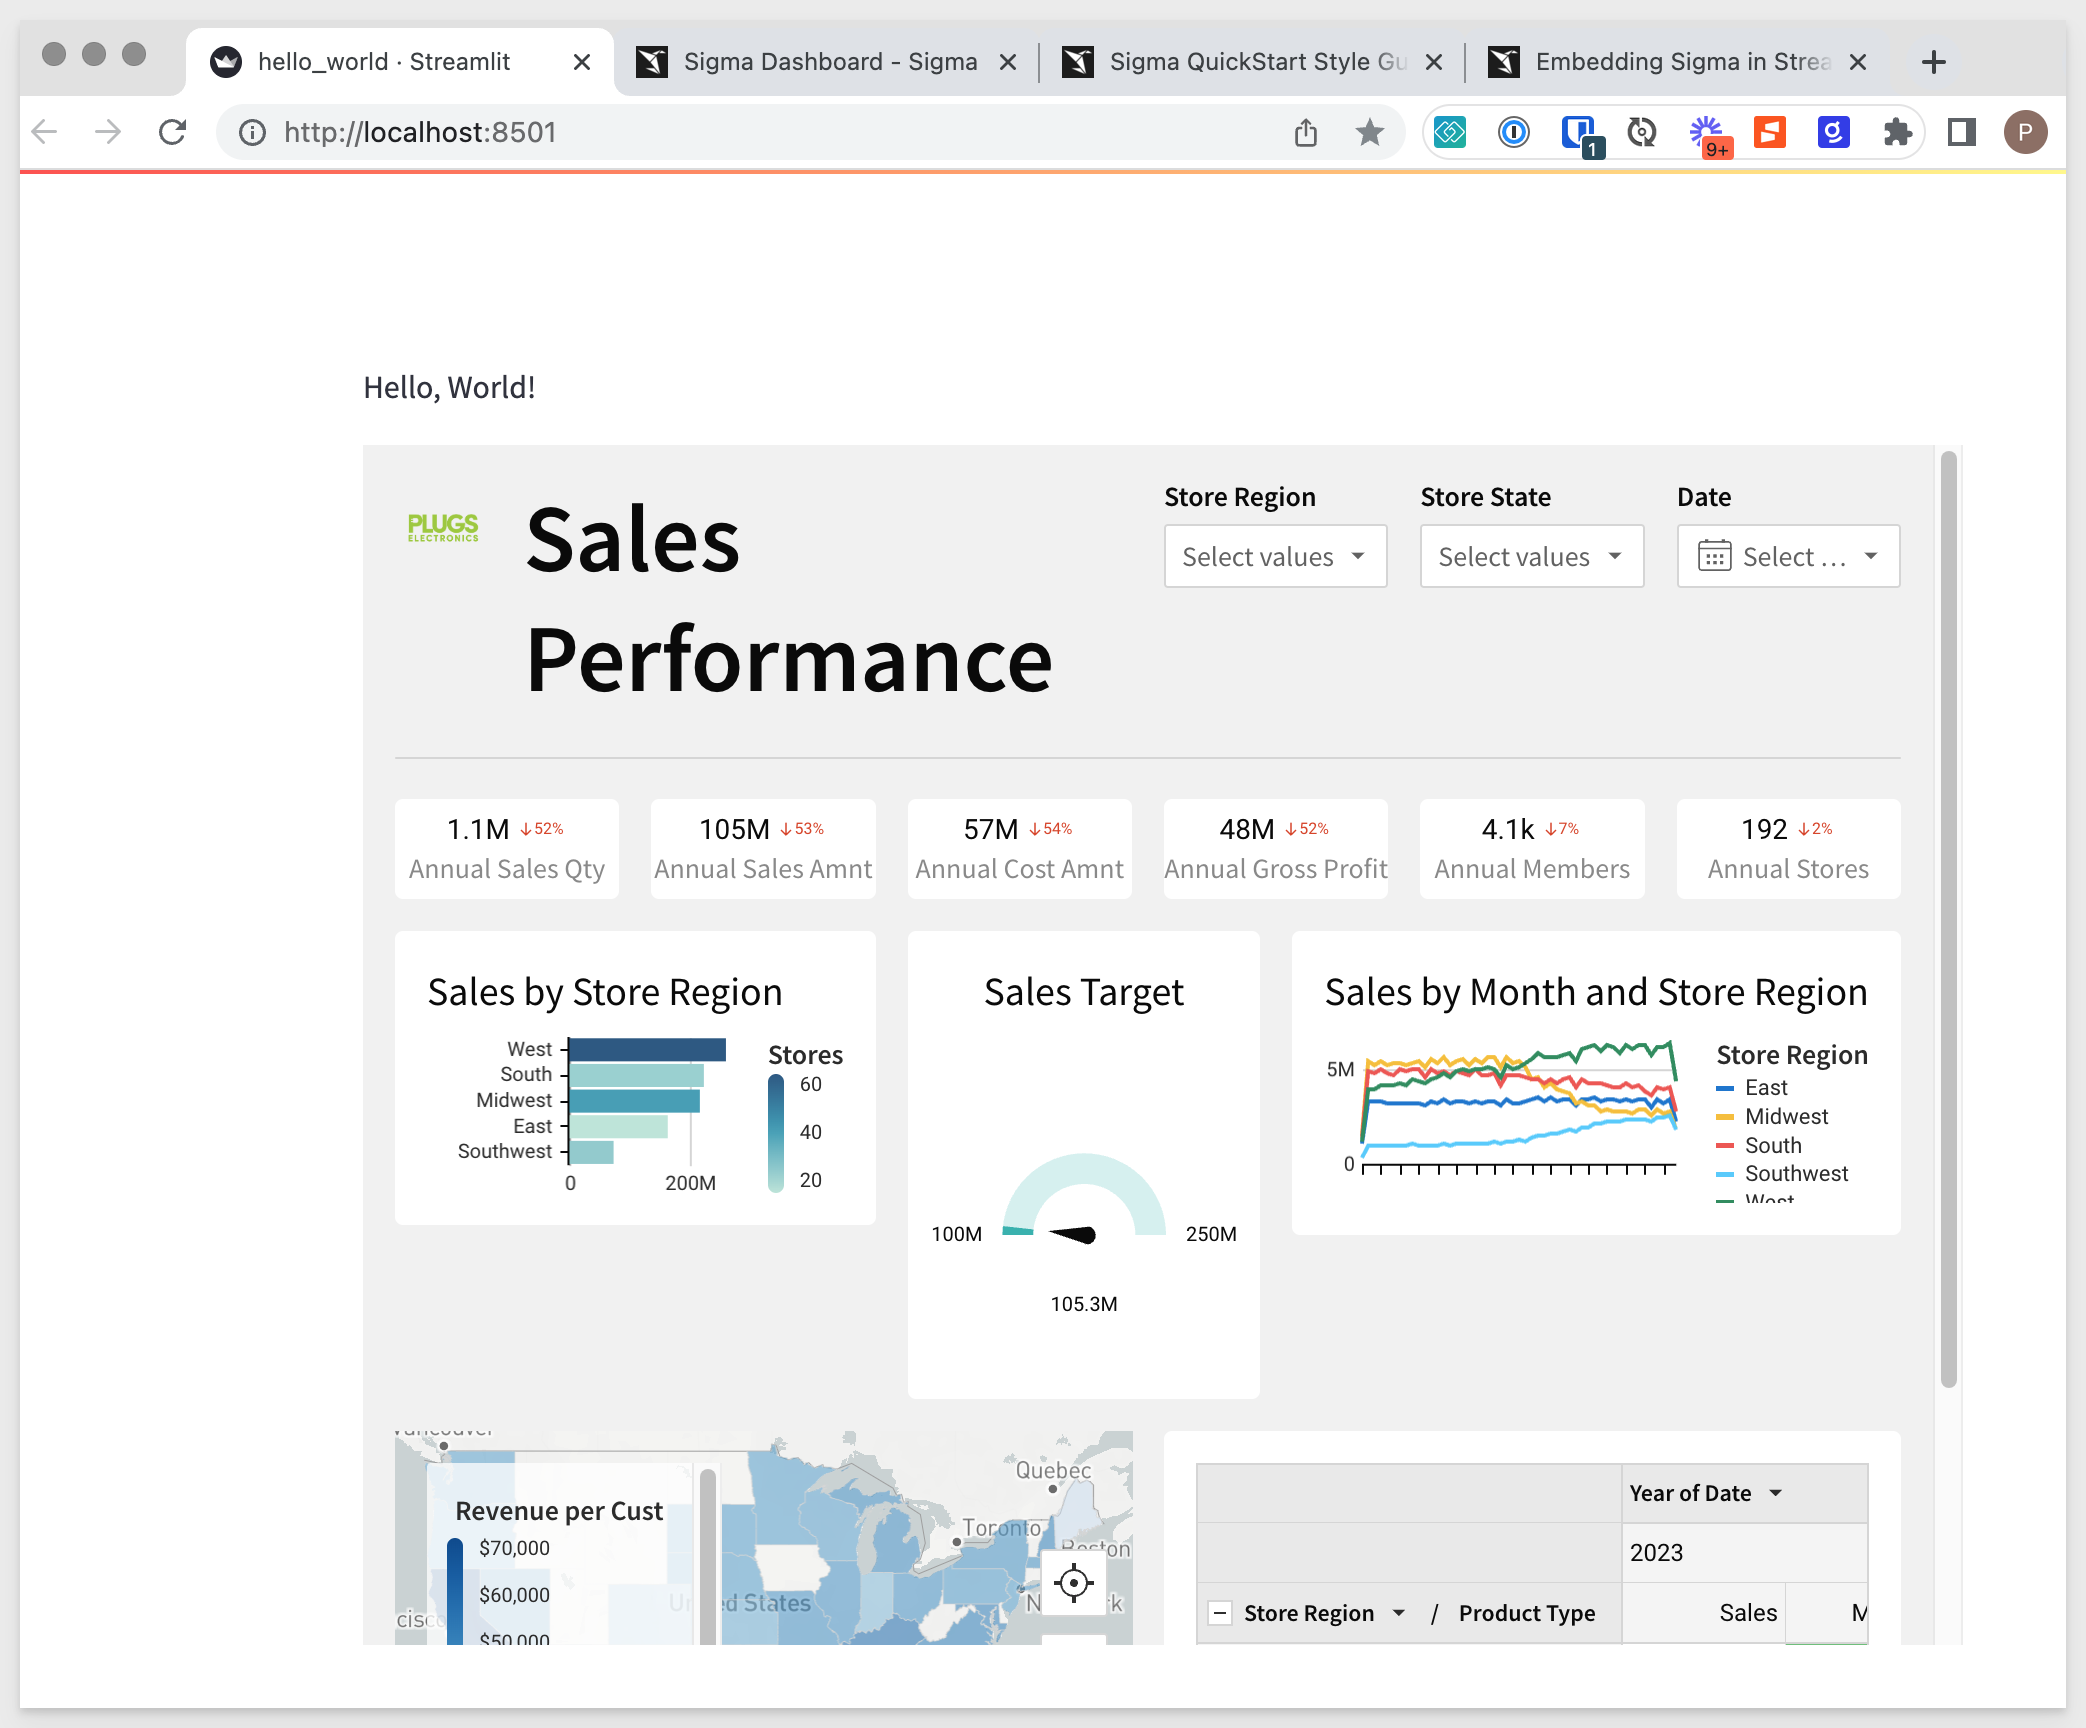 hello_world · Streamlit
Sigma Dashboard - Sigma
Sigma QuickStart Style Gu
Embedding Sigma in Strea
http://localhost:8501
1
9+
P
Hello, World!
PLUGS
ELECTRONICS
Sales
Performance
Store Region
Select values
Store State
Select values
Date
Select ...
1.1M ↓52%
Annual Sales Qty
105M ↓53%
Annual Sales Amnt
57M ↓54%
Annual Cost Amnt
48M ↓52%
Annual Gross Profit
4.1k ↓7%
Annual Members
192 ↓2%
Annual Stores
Sales by Store Region
West
South
Midwest
East
Southwest
0
200M
Stores
60
40
20
Sales Target
100M
250M
105.3M
Sales by Month and Store Region
5M
0
Store Region
East
Midwest
South
Southwest
West
Vancouver
Quebec
Toronto
Boston
United States
cisco
Revenue per Cust
$70,000
$60,000
$50,000
Year of Date
2023
Store Region / Product Type
Sales
M